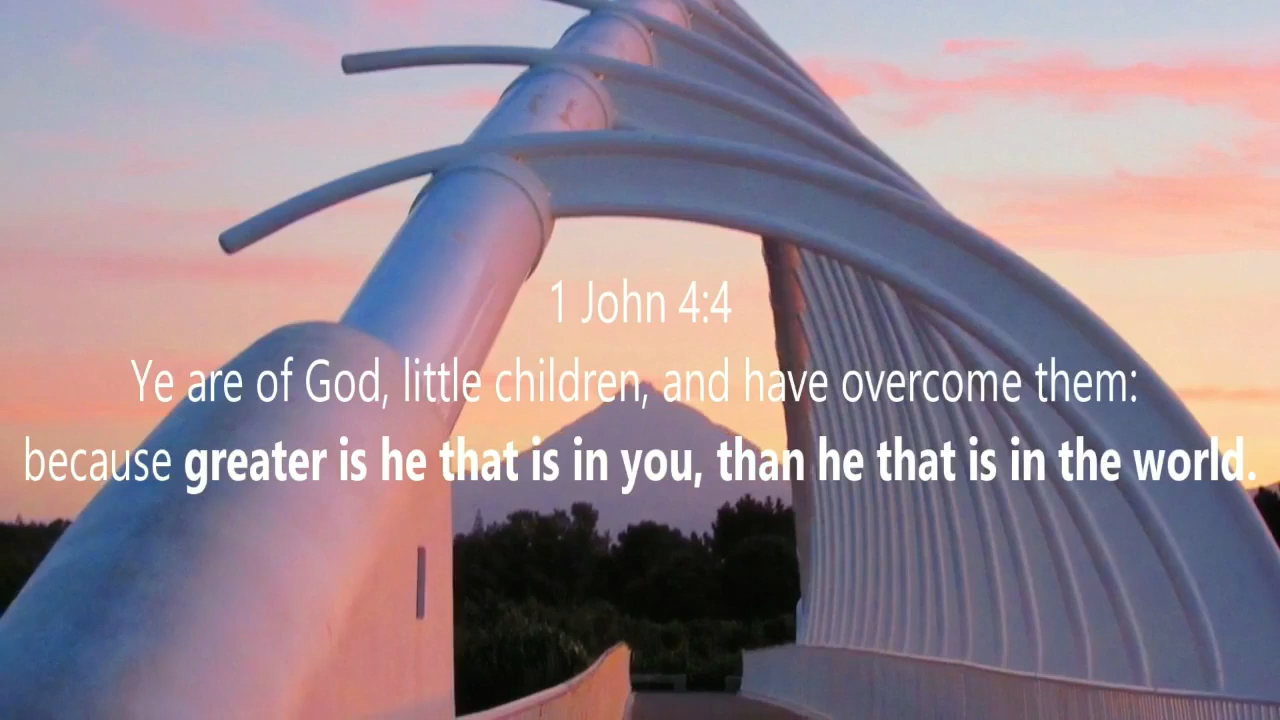 1 John 4:4
Ye are of God, little children, and have overcome them:
because greater is he that is in you, than he that is in the world.